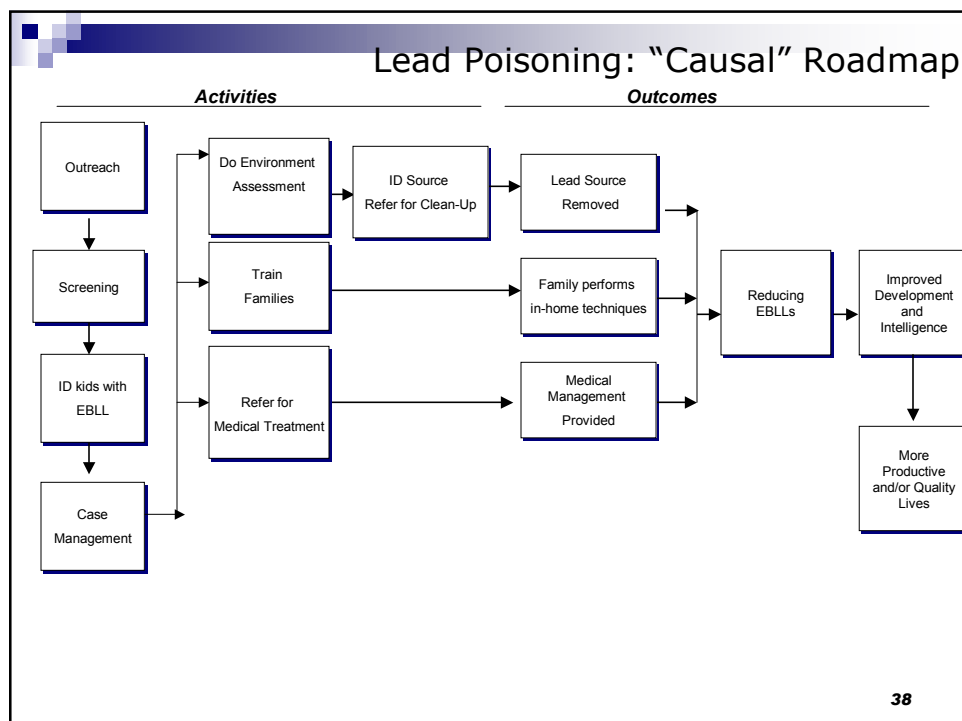 Lead Poisoning: “Causal” Roadmap
Activities
Outcomes
Outreach
Screening
ID kids with
EBLL
Case
Management
Do Environment
Assessment
Train
Families
Refer for
Medical Treatment
ID Source
Refer for Clean-Up
Lead Source
Removed
Family performs
in-home techniques
Medical
Management
Provided
Reducing
EBLLs
Improved
Development
and
Intelligence
More
Productive
and/or Quality
Lives
38